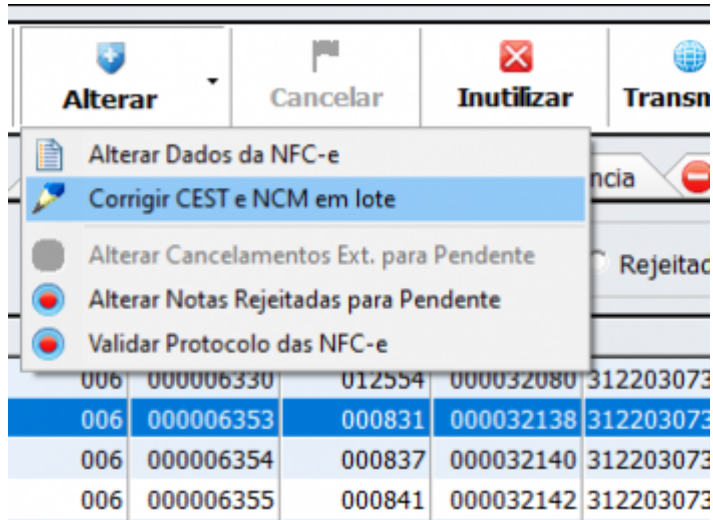 Alterar Cancelar Inutilizar
Alterar Dados da NFC-e
ncia
Corrigir CEST e NCM em lote
Alterar Cancelamentos Ext. para Pendente
Rejeitad
Alterar Notas Rejeitadas para Pendente
Validar Protocolo das NFC-e
006 000006330 012554 000032080 312203073
006 000006353 000831 000032138 312203073
006 000006354 000837 000032140 312203073
006 000006355 000841 000032142 312203073